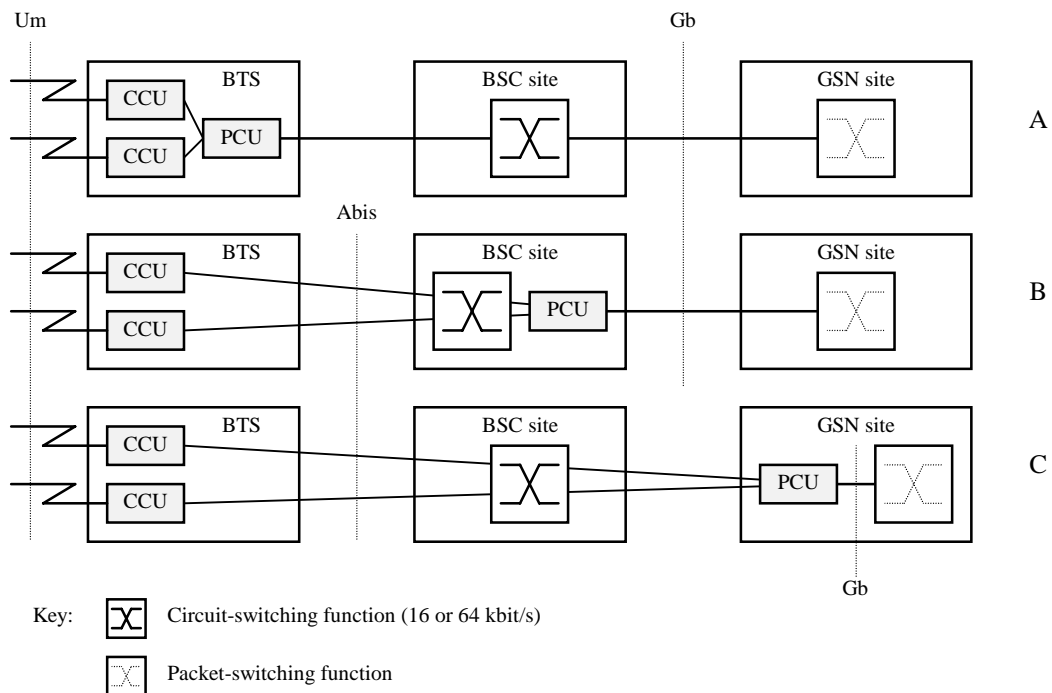 Um
Gb
BTS
BSC site
GSN site
CCU
CCU
PCU
A
Abis
BTS
BSC site
GSN site
CCU
CCU
PCU
B
BTS
BSC site
GSN site
CCU
CCU
PCU
C
Gb
Key:
Circuit-switching function (16 or 64 kbit/s)
Packet-switching function